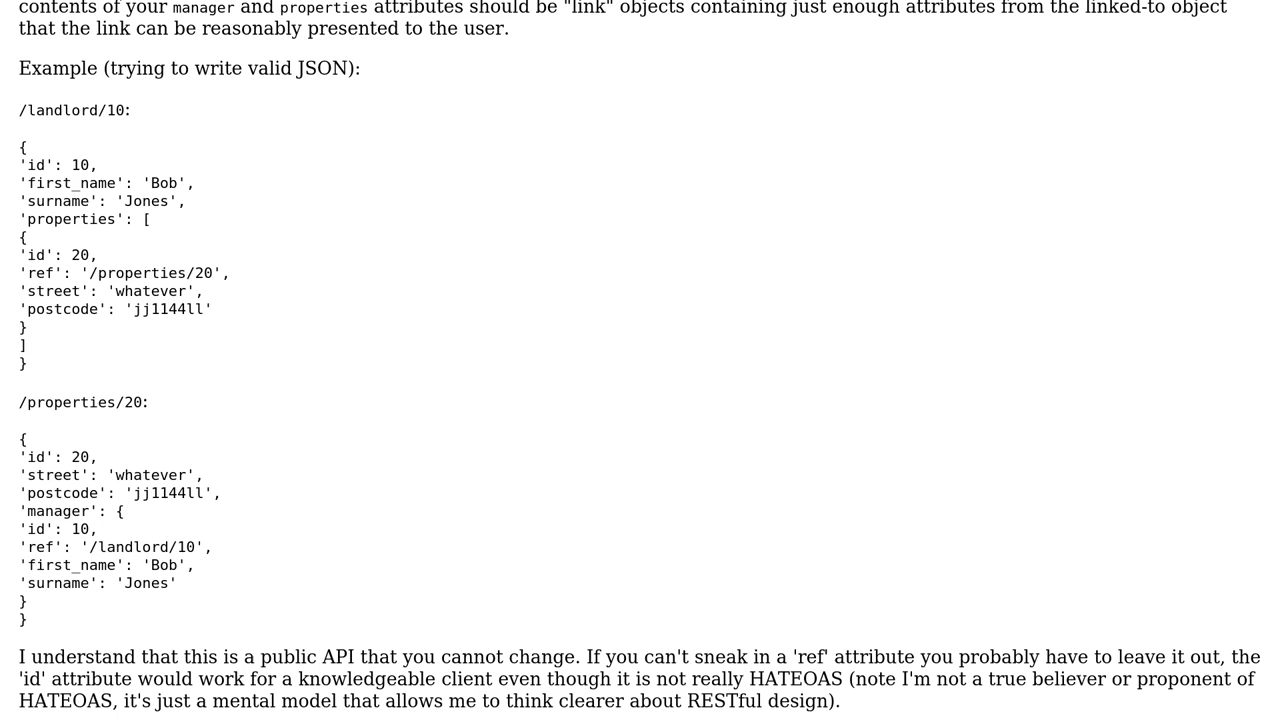 contents of your manager and properties attributes should be "link" objects containing just enough attributes from the linked-to object
that the link can be reasonably presented to the user.
Example (trying to write valid JSON):
/landlord/10:
{
'id': 10,
'first_name': 'Bob',
'surname': 'Jones',
'properties': [
{
'id': 20,
'ref': '/properties/20',
'street': 'whatever',
'postcode': 'jj1144ll'
}
]
}
/properties/20:
{
'id': 20,
'street': 'whatever',
'postcode': 'jj1144ll',
'manager': {
'id': 10,
'ref': '/landlord/10',
'first_name': 'Bob',
'surname': 'Jones'
}
}
I understand that this is a public API that you cannot change. If you can't sneak in a 'ref' attribute you probably have to leave it out, the
'id' attribute would work for a knowledgeable client even though it is not really HATEOAS (note I'm not a true believer or proponent of
HATEOAS, it's just a mental model that allows me to think clearer about RESTful design).